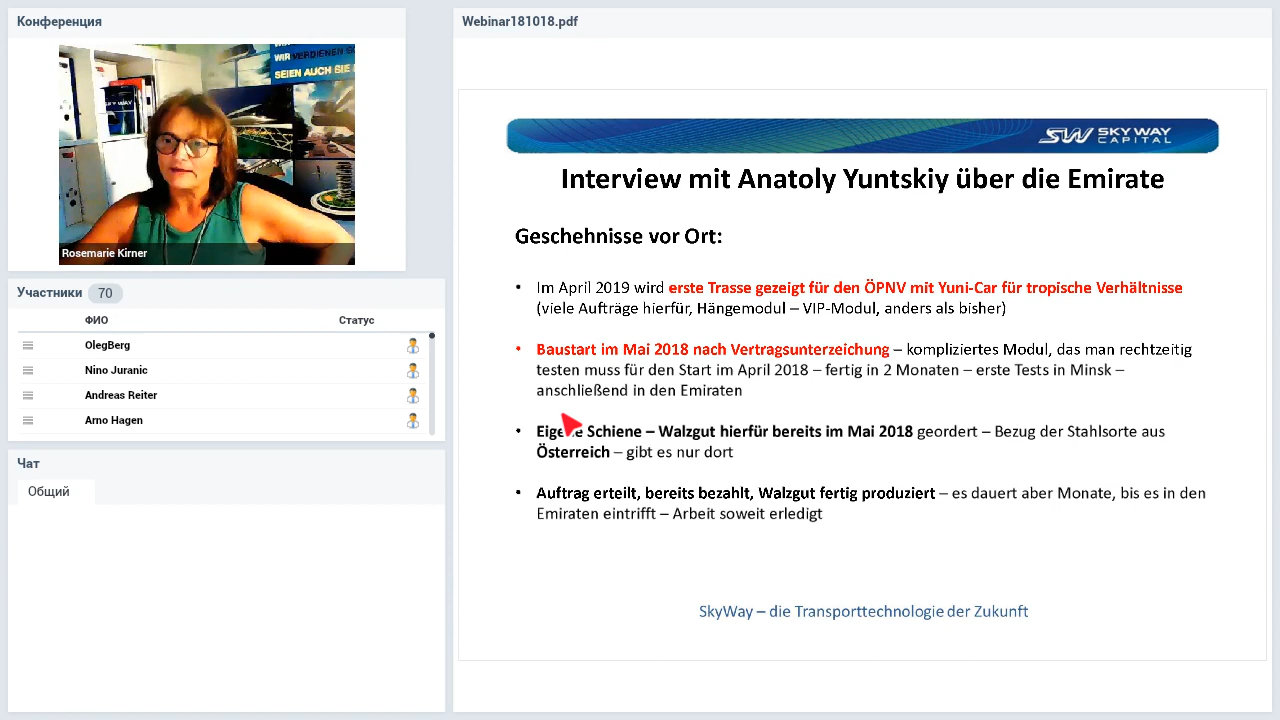 Конференция
WIR VERDIENEN
SEIEN AUCH SIE
SKY WAY
Rosemarie Kirner
Участники 70
ФИО Статус
OlegBerg
Nino Juranic
Andreas Reiter
Arno Hagen
Чат
Общий
Webinar181018.pdf
SW SKY WAY
CAPITAL
Interview mit Anatoly Yuntskiy über die Emirate
Geschehnisse vor Ort:
• Im April 2019 wird erste Trasse gezeigt für den ÖPNV mit Yuni-Car für tropische Verhältnisse
(viele Aufträge hierfür, Hängemodul – VIP-Modul, anders als bisher)
• Baustart im Mai 2018 nach Vertragsunterzeichung – kompliziertes Modul, das man rechtzeitig
testen muss für den Start im April 2018 – fertig in 2 Monaten – erste Tests in Minsk –
anschließend in den Emiraten
• Eigene Schiene – Walzgut hierfür bereits im Mai 2018 geordert – Bezug der Stahlsorte aus
Österreich – gibt es nur dort
• Auftrag erteilt, bereits bezahlt, Walzgut fertig produziert – es dauert aber Monate, bis es in den
Emiraten eintrifft – Arbeit soweit erledigt
SkyWay – die Transporttechnologie der Zukunft